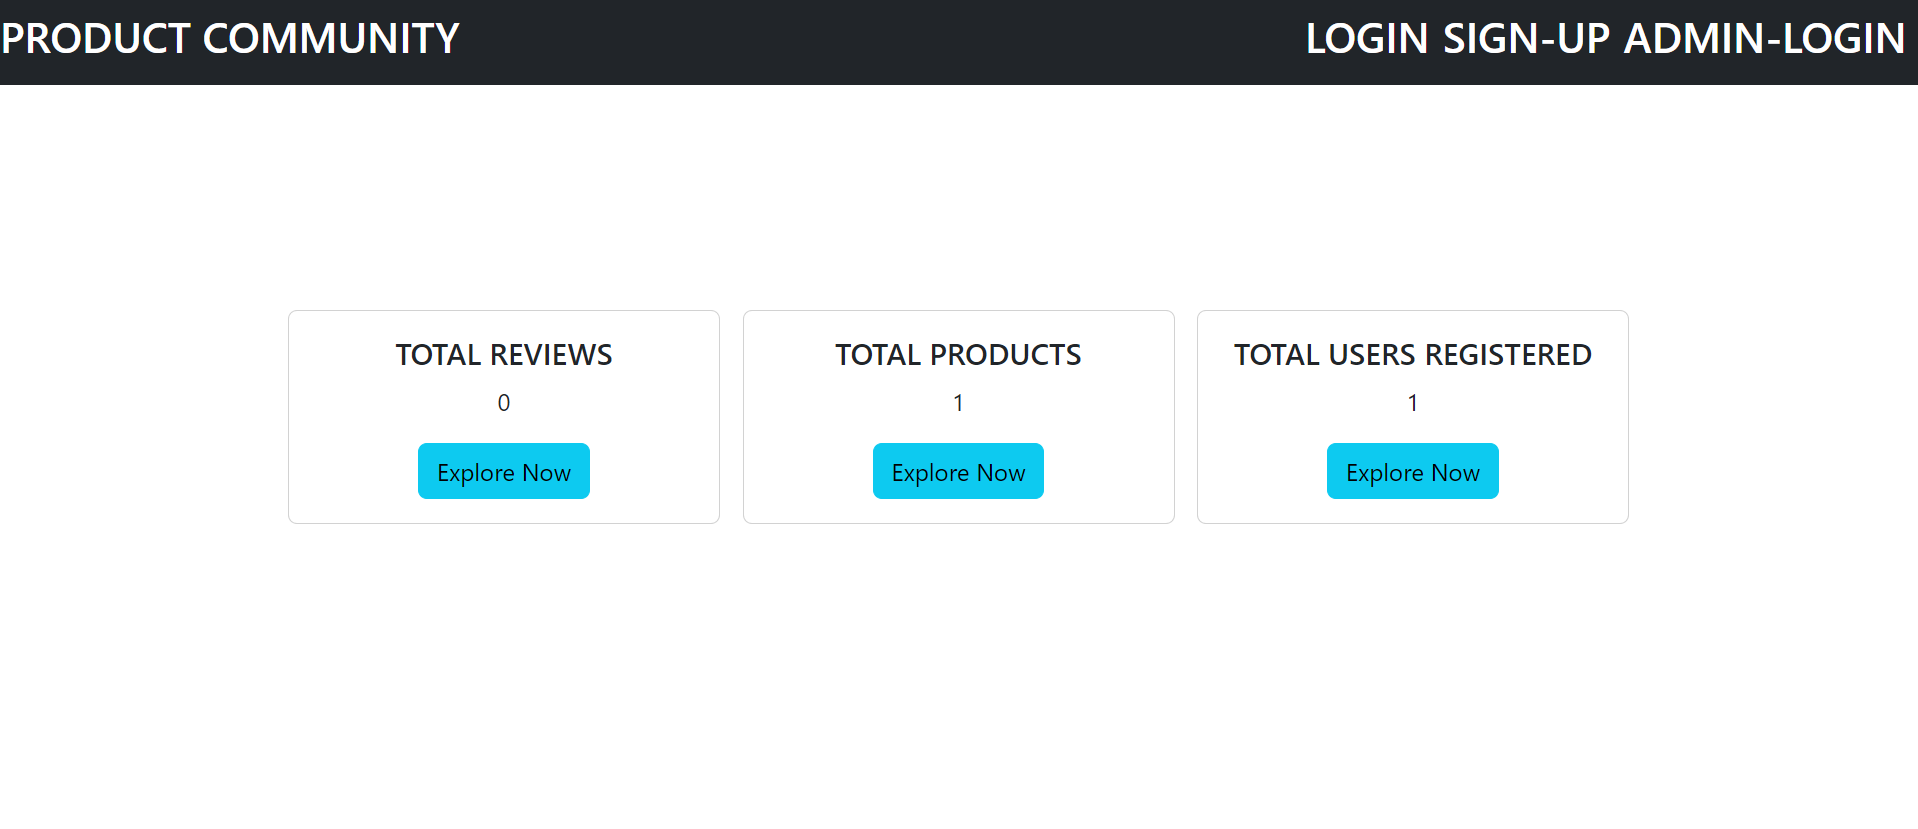 PRODUCT COMMUNITY
LOGIN SIGN-UP ADMIN-LOGIN
TOTAL REVIEWS
0
Explore Now
TOTAL PRODUCTS
1
Explore Now
TOTAL USERS REGISTERED
1
Explore Now